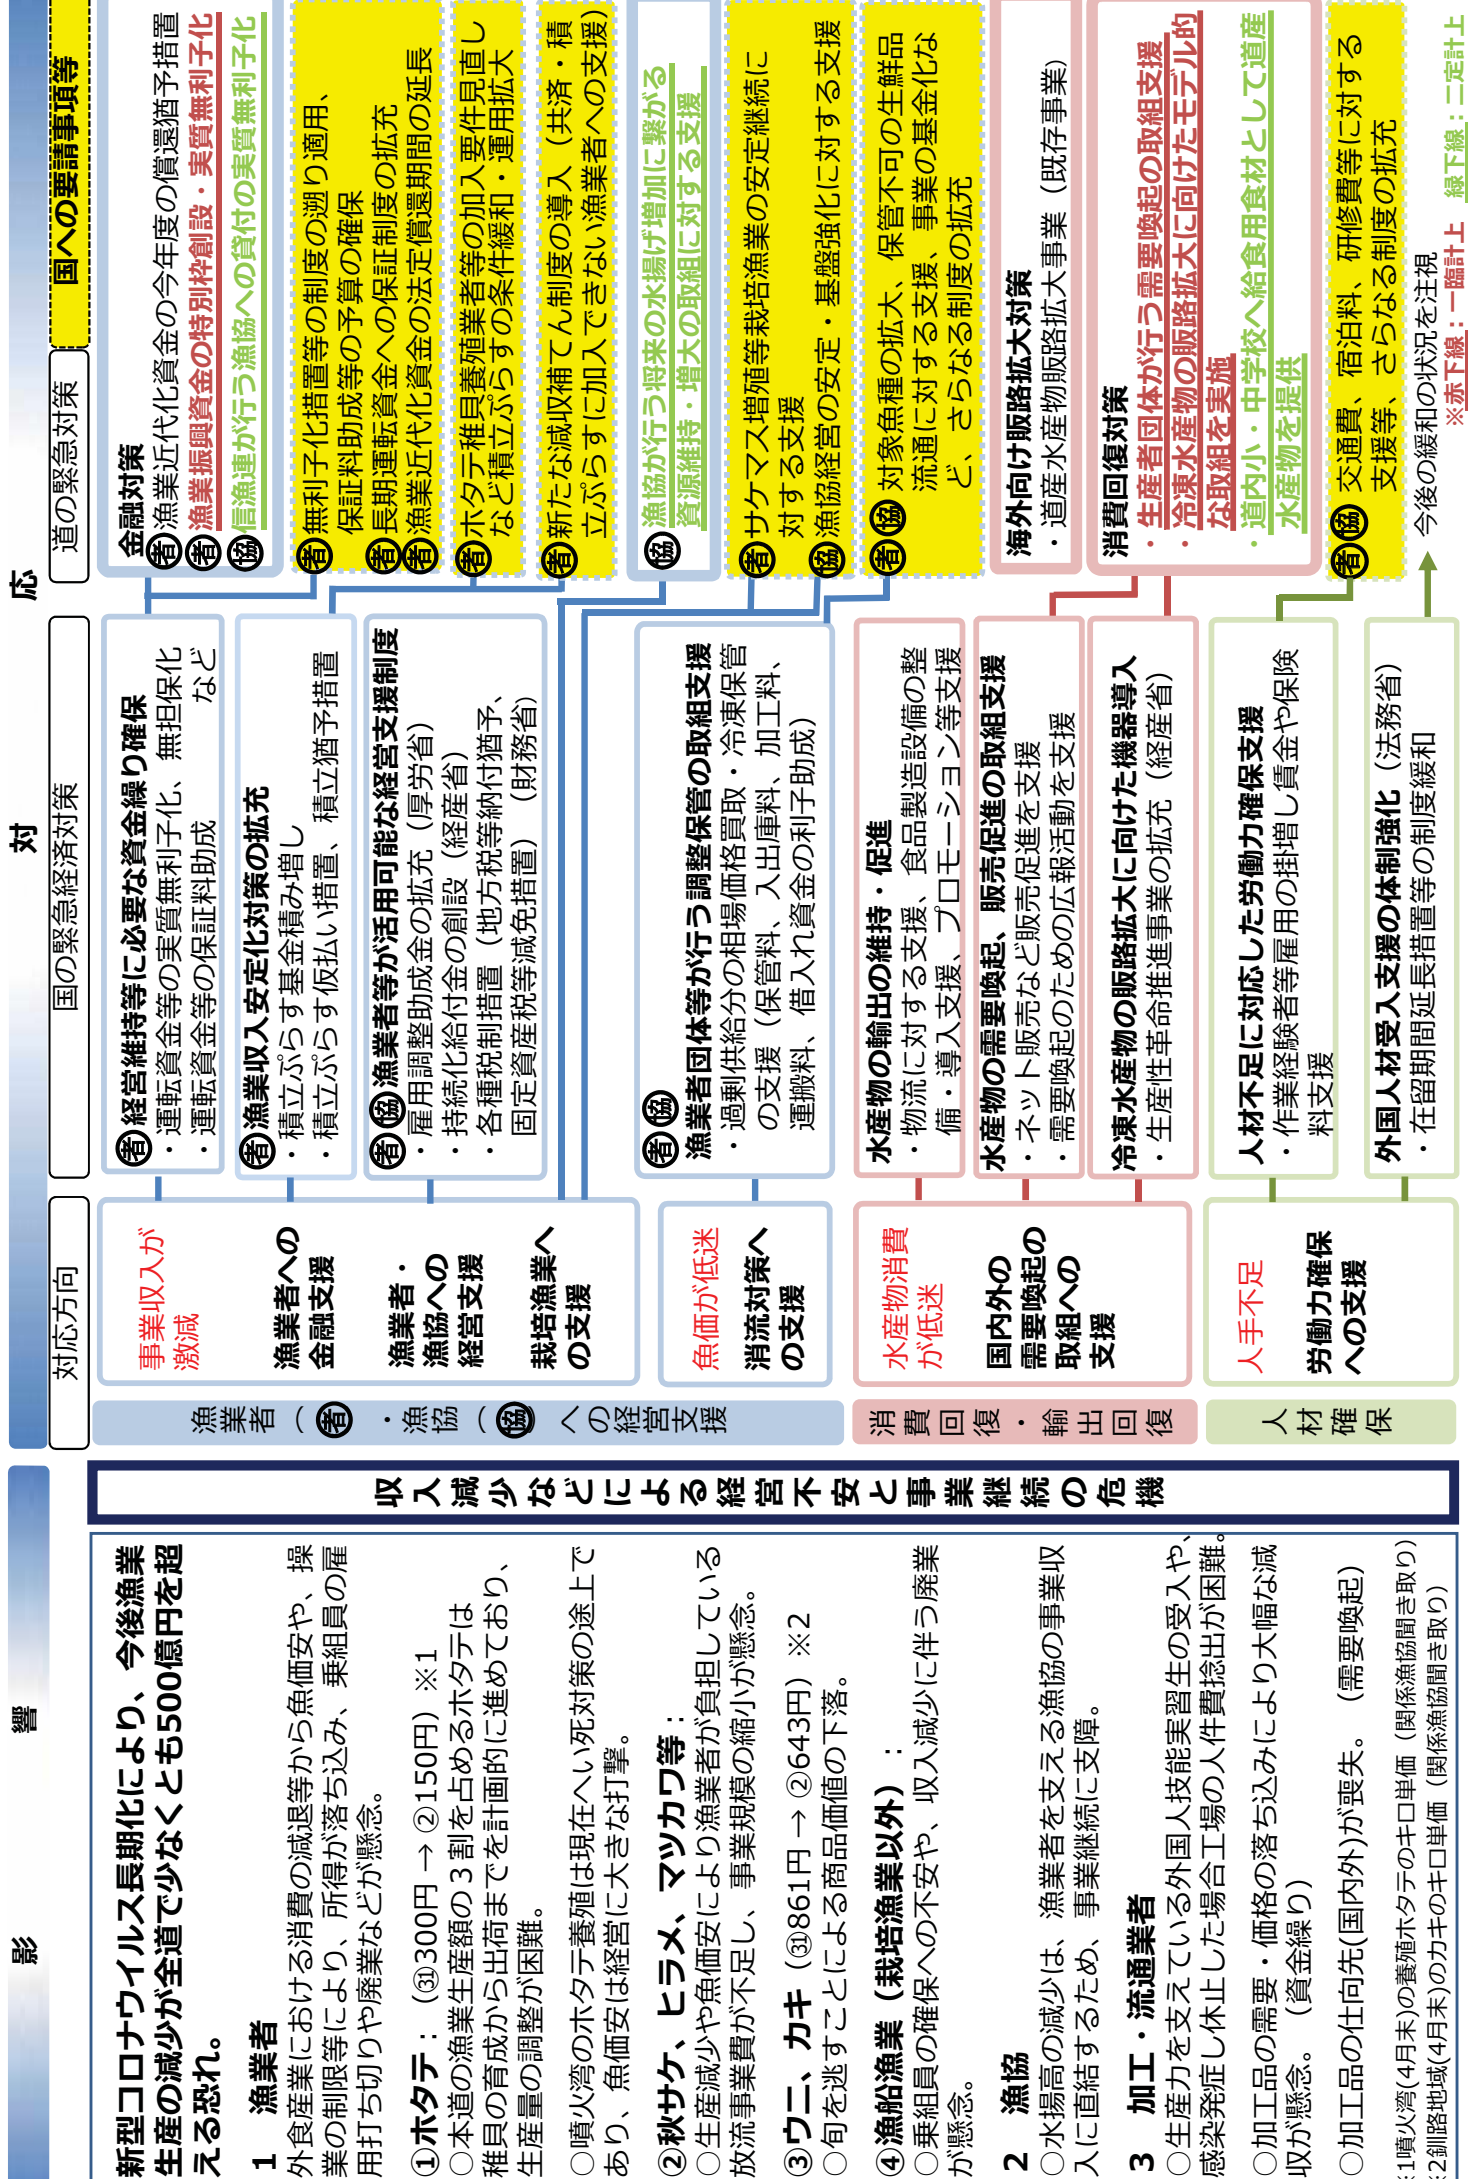 影　　響
新型コロナウイルス長期化により、今後漁業
生産の減少が全道で少なくとも500億円を超
える恐れ。
1　漁業者
外食産業における消費の減退等から魚価安や、操
業の制限等により、所得が落ち込み、乗組員の雇
用打ち切りや廃業などが懸念。
①ホタテ：（㉛300円 → ②150円）※1
○本道の漁業生産額の３割を占めるホタテは
稚貝の育成から出荷までを計画的に進めており、
生産量の調整が困難。
○噴火湾のホタテ養殖は現在へい死対策の途上で
あり、魚価安は経営に大きな打撃。
②秋サケ、ヒラメ、マツカワ等：
○生産減少や魚価安により漁業者が負担している
放流事業費が不足し、事業規模の縮小が懸念。
③ウニ、カキ（㉛861円 → ②643円）※2
○旬を逃すことによる商品価値の下落。
④漁船漁業（栽培漁業以外）：
○乗組員の確保への不安や、収入減少に伴う廃業
が懸念。
2　漁協
○水揚高の減少は、漁業者を支える漁協の事業収
入に直結するため、事業継続に支障。
3　加工・流通業者
○生産力を支えている外国人技能実習生の受入や、
感染発症し休止した場合工場の人件費捻出が困難。
○加工品の需要・価格の落ち込みにより大幅な減
収が懸念。（資金繰り）
○加工品の仕向先(国内外)が喪失。（需要喚起）
※1噴火湾(4月末)の養殖ホタテのキロ単価（関係漁協聞き取り）
※2釧路地域(4月末)のカキのキロ単価（関係漁協聞き取り）
収入減少などによる経営不安と事業継続の危機
対　　応
対応方向
国の緊急経済対策
道の緊急対策
国への要請事項等
漁業者（者）・漁協（協）への経営支援
消費回復・輸出回復
人材確保
事業収入が
激減
漁業者への
金融支援
漁業者・
漁協への
経営支援
栽培漁業へ
の支援
魚価が低迷
消流対策へ
の支援
水産物消費
が低迷
国内外の
需要喚起の
取組への
支援
人手不足
労働力確保
への支援
者経営維持等に必要な資金繰り確保
・運転資金等の実質無利子化、無担保化
・運転資金等の保証料助成　　　など
者漁業収入安定化対策の拡充
・積立ぷらす基金積み増し
・積立ぷらす仮払い措置、積立猶予措置
者協漁業者等が活用可能な経営支援制度
・雇用調整助成金の拡充（厚労省）
・持続化給付金の創設（経産省）
・各種税制措置（地方税等納付猶予、
固定資産税等減免措置）（財務省）
者協
漁業者団体等が行う調整保管の取組支援
・過剰供給分の相場価格買取・冷凍保管
の支援（保管料、入出庫料、加工料、
運搬料、借入れ資金の利子助成）
水産物の輸出の維持・促進
・物流に対する支援、食品製造設備の整
備・導入支援、プロモーション等支援
水産物の需要喚起、販売促進の取組支援
・ネット販売など販売促進を支援
・需要喚起のための広報活動を支援
冷凍水産物の販路拡大に向けた機器導入
・生産性革命推進事業の拡充（経産省）
人材不足に対応した労働力確保支援
・作業経験者等雇用の掛増し賃金や保険
料支援
外国人材受入支援の体制強化（法務省）
・在留期間延長措置等の制度緩和
金融対策
者漁業近代化資金の今年度の償還猶予措置
者漁業振興資金の特別枠創設・実質無利子化
協信漁連が行う漁協への貸付の実質無利子化
者無利子化措置等の制度の遡り適用、
保証料助成等の予算の確保
者長期運転資金への保証制度の拡充
者漁業近代化資金の法定償還期間の延長
者ホタテ稚貝養殖業者等の加入要件見直し
など積立ぷらすの条件緩和・運用拡大
者新たな減収補てん制度の導入（共済・積
立ぷらすに加入できない漁業者への支援）
協漁協が行う将来の水揚げ増加に繋がる
資源維持・増大の取組に対する支援
者サケマス増殖等栽培漁業の安定継続に
対する支援
協漁協経営の安定・基盤強化に対する支援
者協対象魚種の拡大、保管不可の生鮮品
流通に対する支援、事業の基金化な
ど、さらなる制度の拡充
海外向け販路拡大対策
・道産水産物販路拡大事業（既存事業）
消費回復対策
・生産者団体が行う需要喚起の取組支援
・冷凍水産物の販路拡大に向けたモデル的
な取組を実施
・道内小・中学校へ給食用食材として道産
水産物を提供
者協交通費、宿泊料、研修費等に対する
支援等、さらなる制度の拡充
今後の緩和の状況を注視
※赤下線：一臨計上　緑下線：二定計上